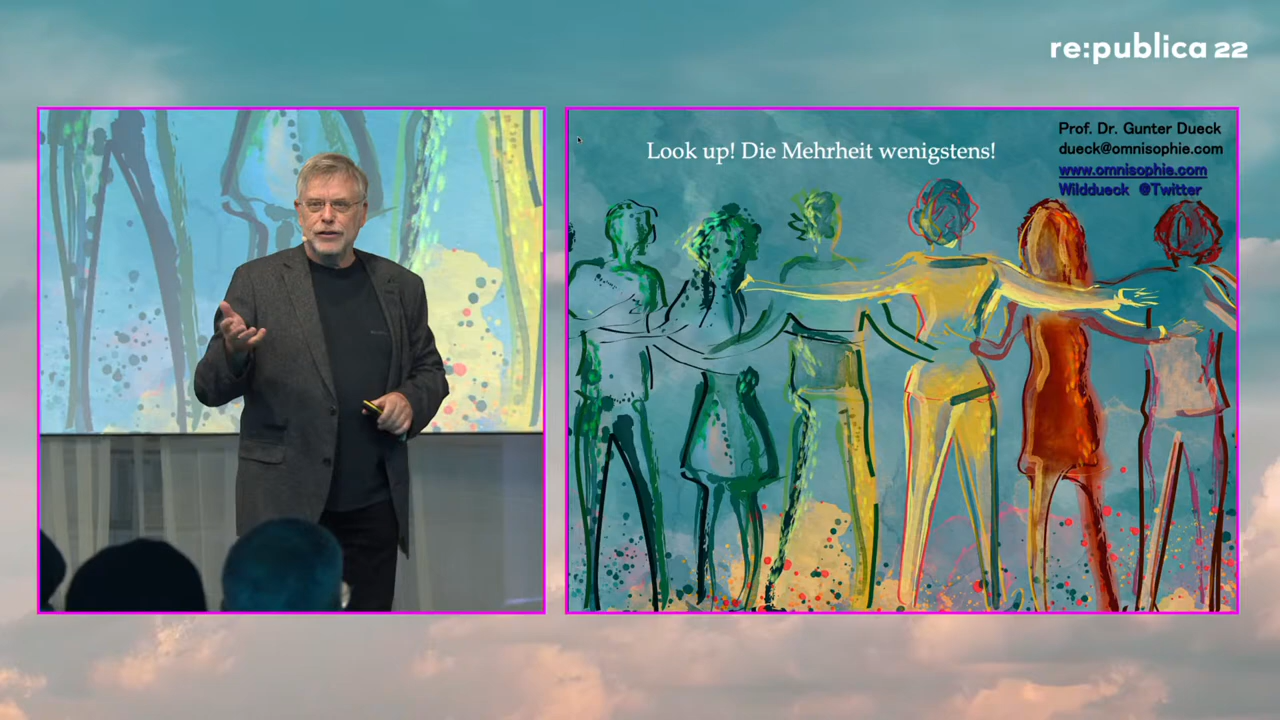 re:publica 22
Look up! Die Mehrheit wenigstens!
Prof. Dr. Gunter Dueck
dueck@omnisophie.com
www.omnisophie.com
Wilddueck @Twitter